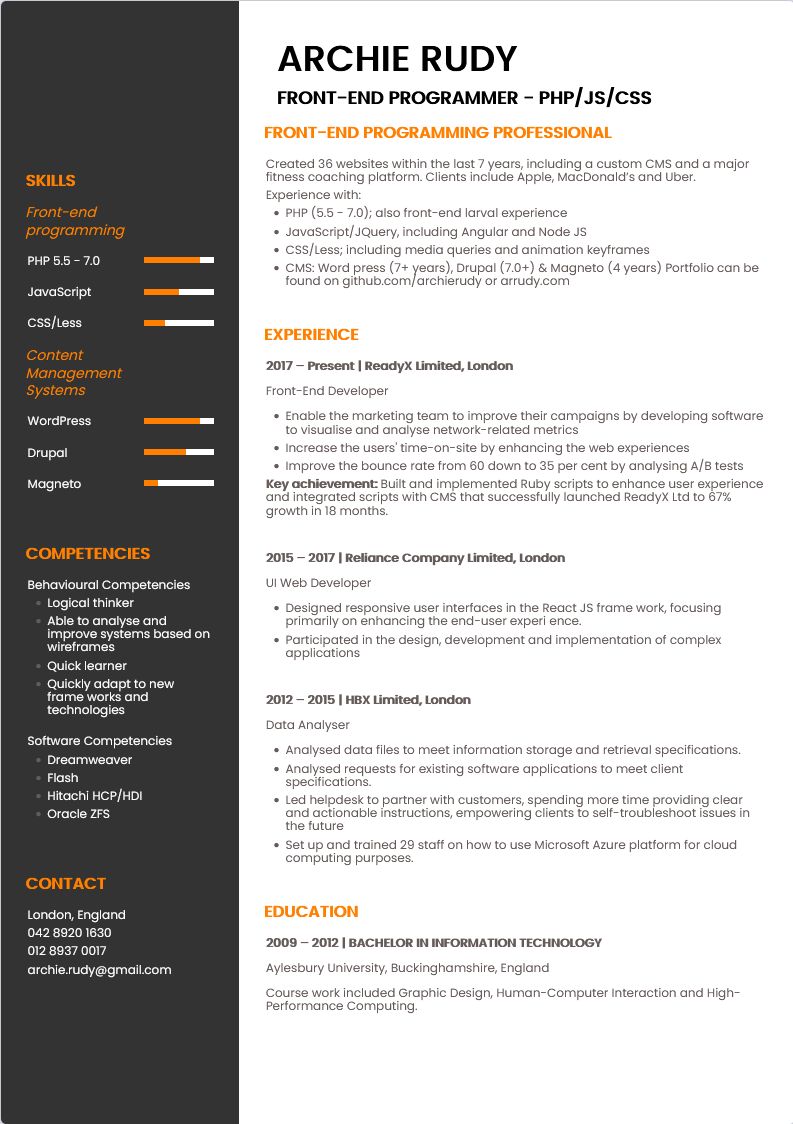 ARCHIE RUDY
FRONT-END PROGRAMMER - PHP/JS/CSS
SKILLS
Front-end
programming
PHP 5.5 - 7.0
JavaScript
CSS/Less
Content
Management
Systems
WordPress
Drupal
Magneto
COMPETENCIES
Behavioural Competencies
• Logical thinker
• Able to analyse and
improve systems based on
wireframes
• Quick learner
• Quickly adapt to new
frame works and
technologies
Software Competencies
• Dreamweaver
• Flash
• Hitachi HCP/HDI
• Oracle ZFS
CONTACT
London, England
042 8920 1630
012 8937 0017
archie.rudy@gmail.com
FRONT-END PROGRAMMING PROFESSIONAL
Created 36 websites within the last 7 years, including a custom CMS and a major
fitness coaching platform. Clients include Apple, MacDonald's and Uber.
Experience with:
• PHP (5.5 - 7.0); also front-end larval experience
• JavaScript/JQuery, including Angular and Node JS
• CSS/Less; including media queries and animation keyframes
• CMS: Word press (7+ years), Drupal (7.0+) & Magneto (4 years) Portfolio can be
found on github.com/archierudy or arrudy.com
EXPERIENCE
2017 – Present | ReadyX Limited, London
Front-End Developer
• Enable the marketing team to improve their campaigns by developing software
to visualise and analyse network-related metrics
• Increase the users' time-on-site by enhancing the web experiences
• Improve the bounce rate from 60 down to 35 per cent by analysing A/B tests
Key achievement: Built and implemented Ruby scripts to enhance user experience
and integrated scripts with CMS that successfully launched ReadyX Ltd to 67%
growth in 18 months.
2015 – 2017 | Reliance Company Limited, London
UI Web Developer
• Designed responsive user interfaces in the React JS frame work, focusing
primarily on enhancing the end-user experi ence.
• Participated in the design, development and implementation of complex
applications
2012 – 2015 | HBX Limited, London
Data Analyser
• Analysed data files to meet information storage and retrieval specifications.
• Analysed requests for existing software applications to meet client
specifications.
• Led helpdesk to partner with customers, spending more time providing clear
and actionable instructions, empowering clients to self-troubleshoot issues in
the future
• Set up and trained 29 staff on how to use Microsoft Azure platform for cloud
computing purposes.
EDUCATION
2009 – 2012 | BACHELOR IN INFORMATION TECHNOLOGY
Aylesbury University, Buckinghamshire, England
Course work included Graphic Design, Human-Computer Interaction and High-
Performance Computing.